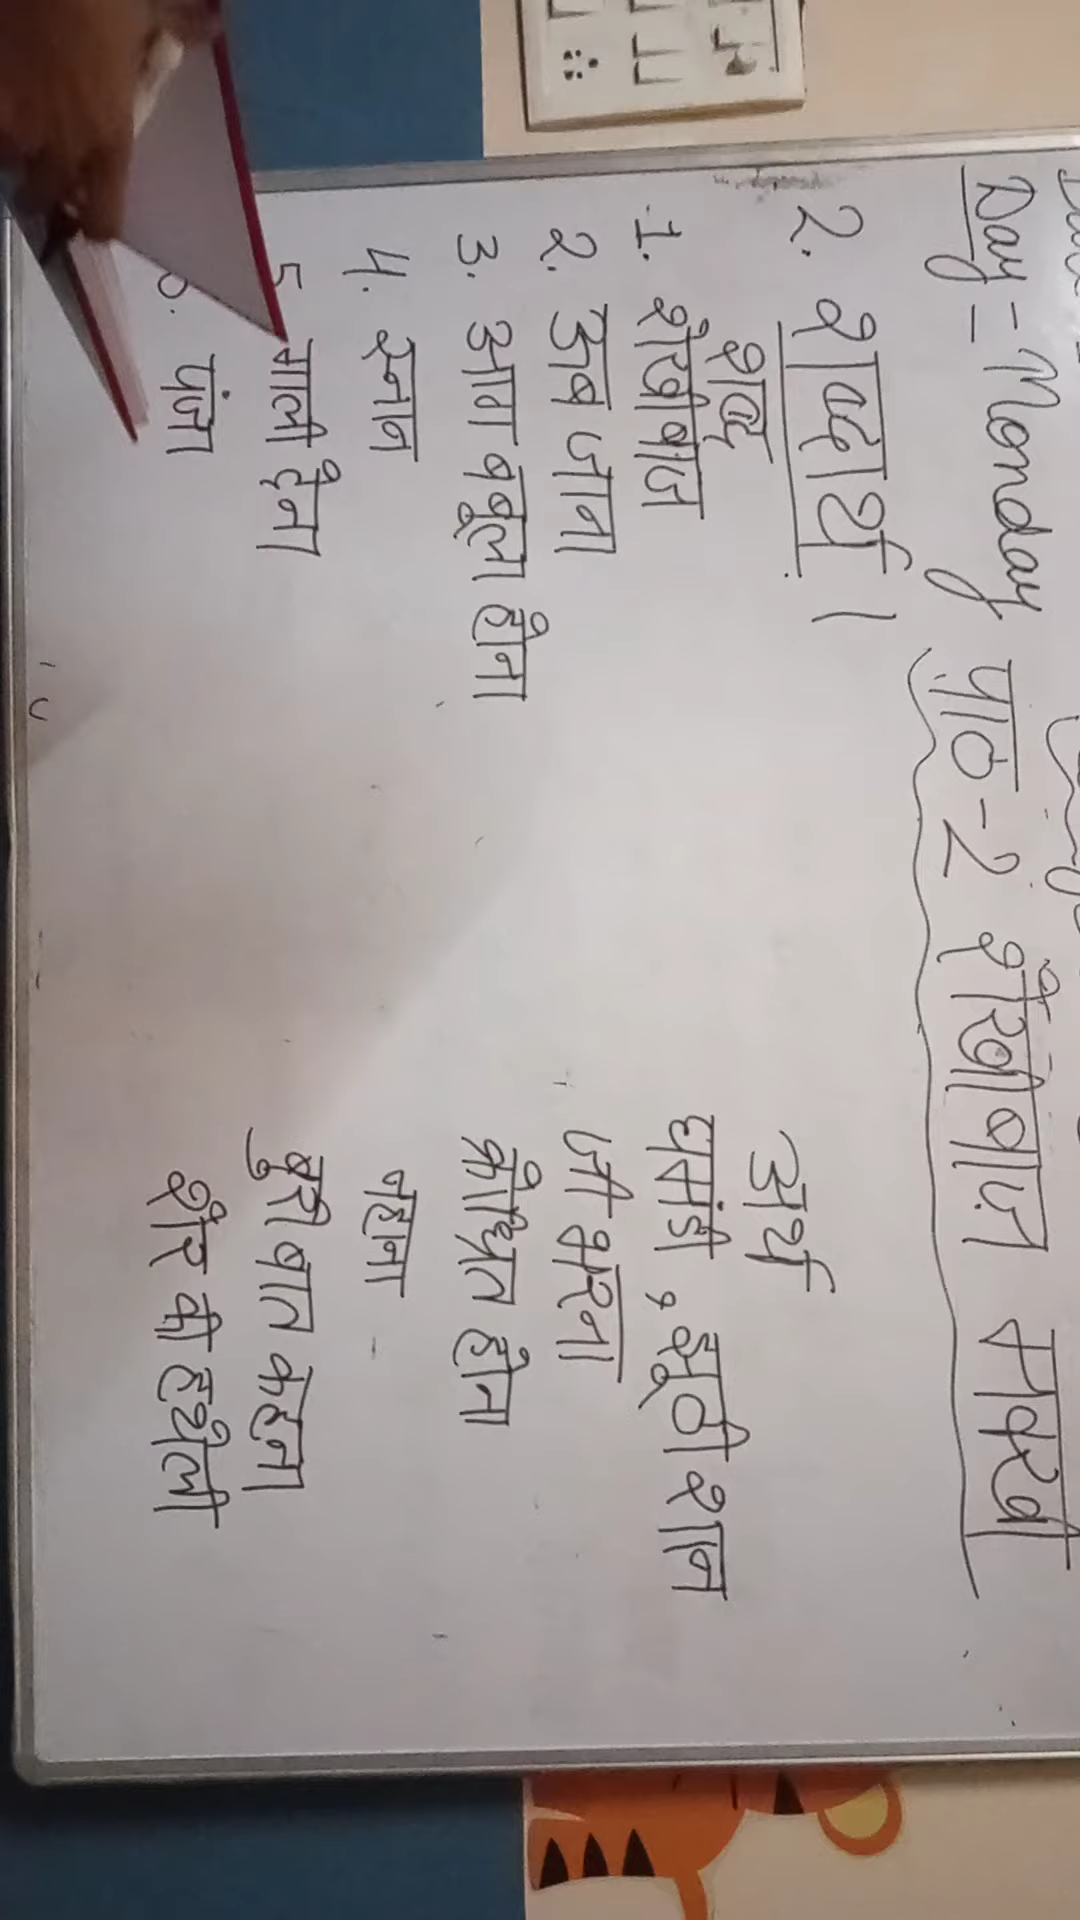 Day - Monday पाठ-2 शेखीबाज मक्खी
2. शब्दार्थ।
शब्द अर्थ
1. शेखीबाज घमंडी, झूठी शान
2. ऊब जाना जी भरना
3. आग बबूला होना क्रोधित होना
4. स्नान नहाना
5 गाली देना बुरी बात कहना
पंजा शेर की हथेली